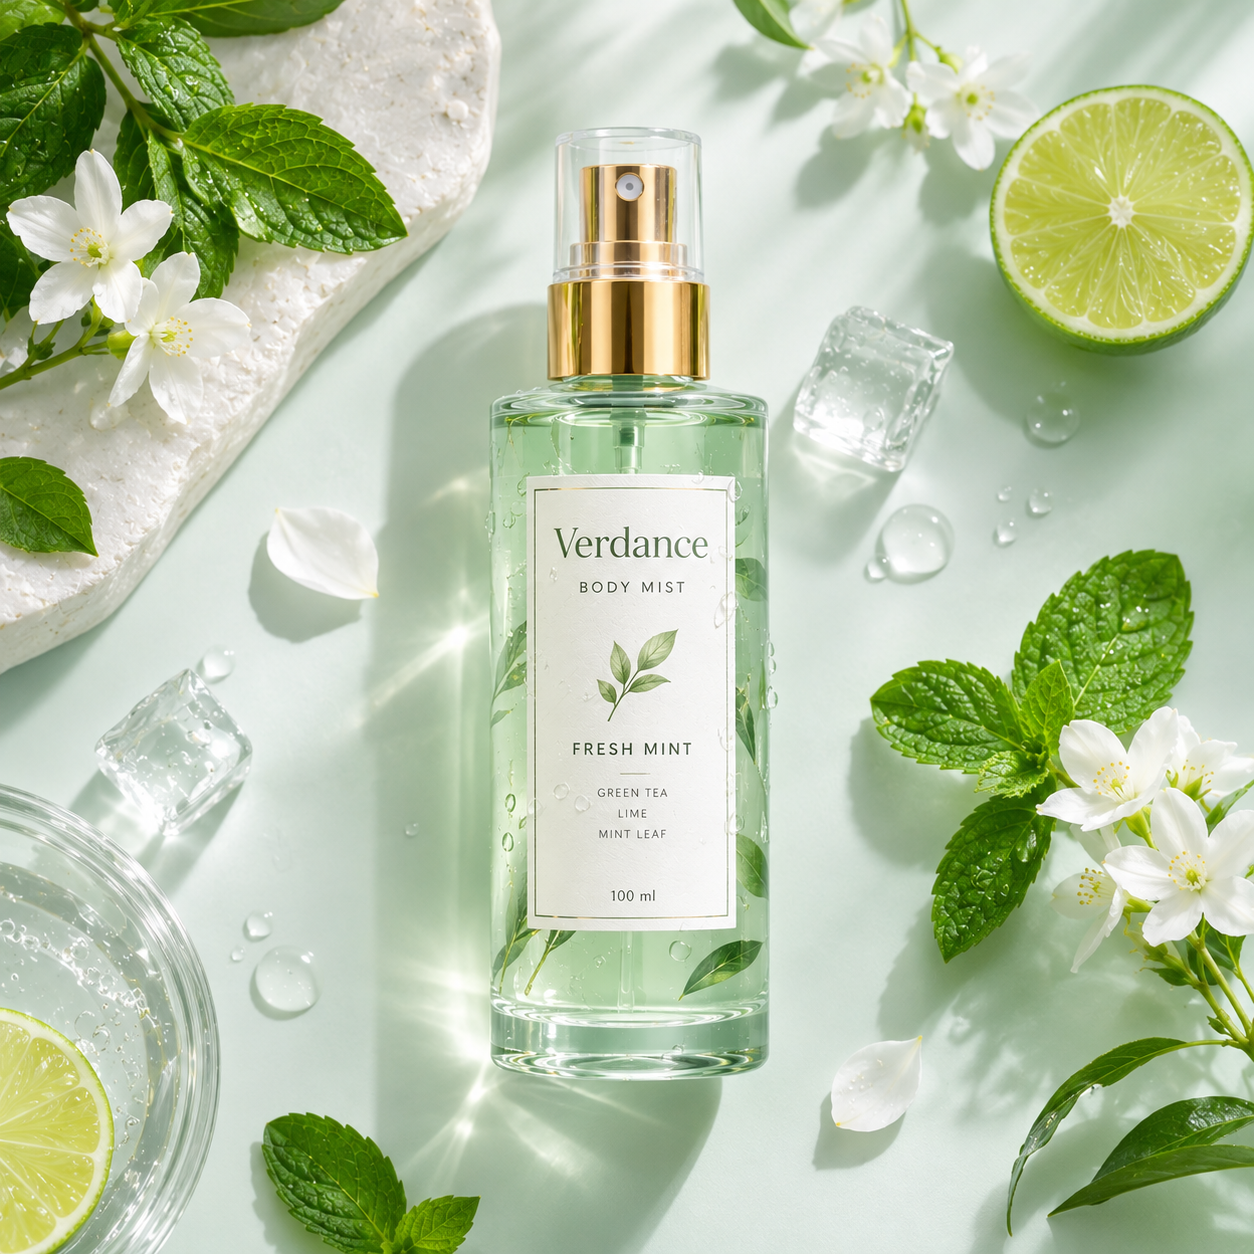 Verdance
BODY MIST
FRESH MINT
GREEN TEA
LIME
MINT LEAF
100 ml